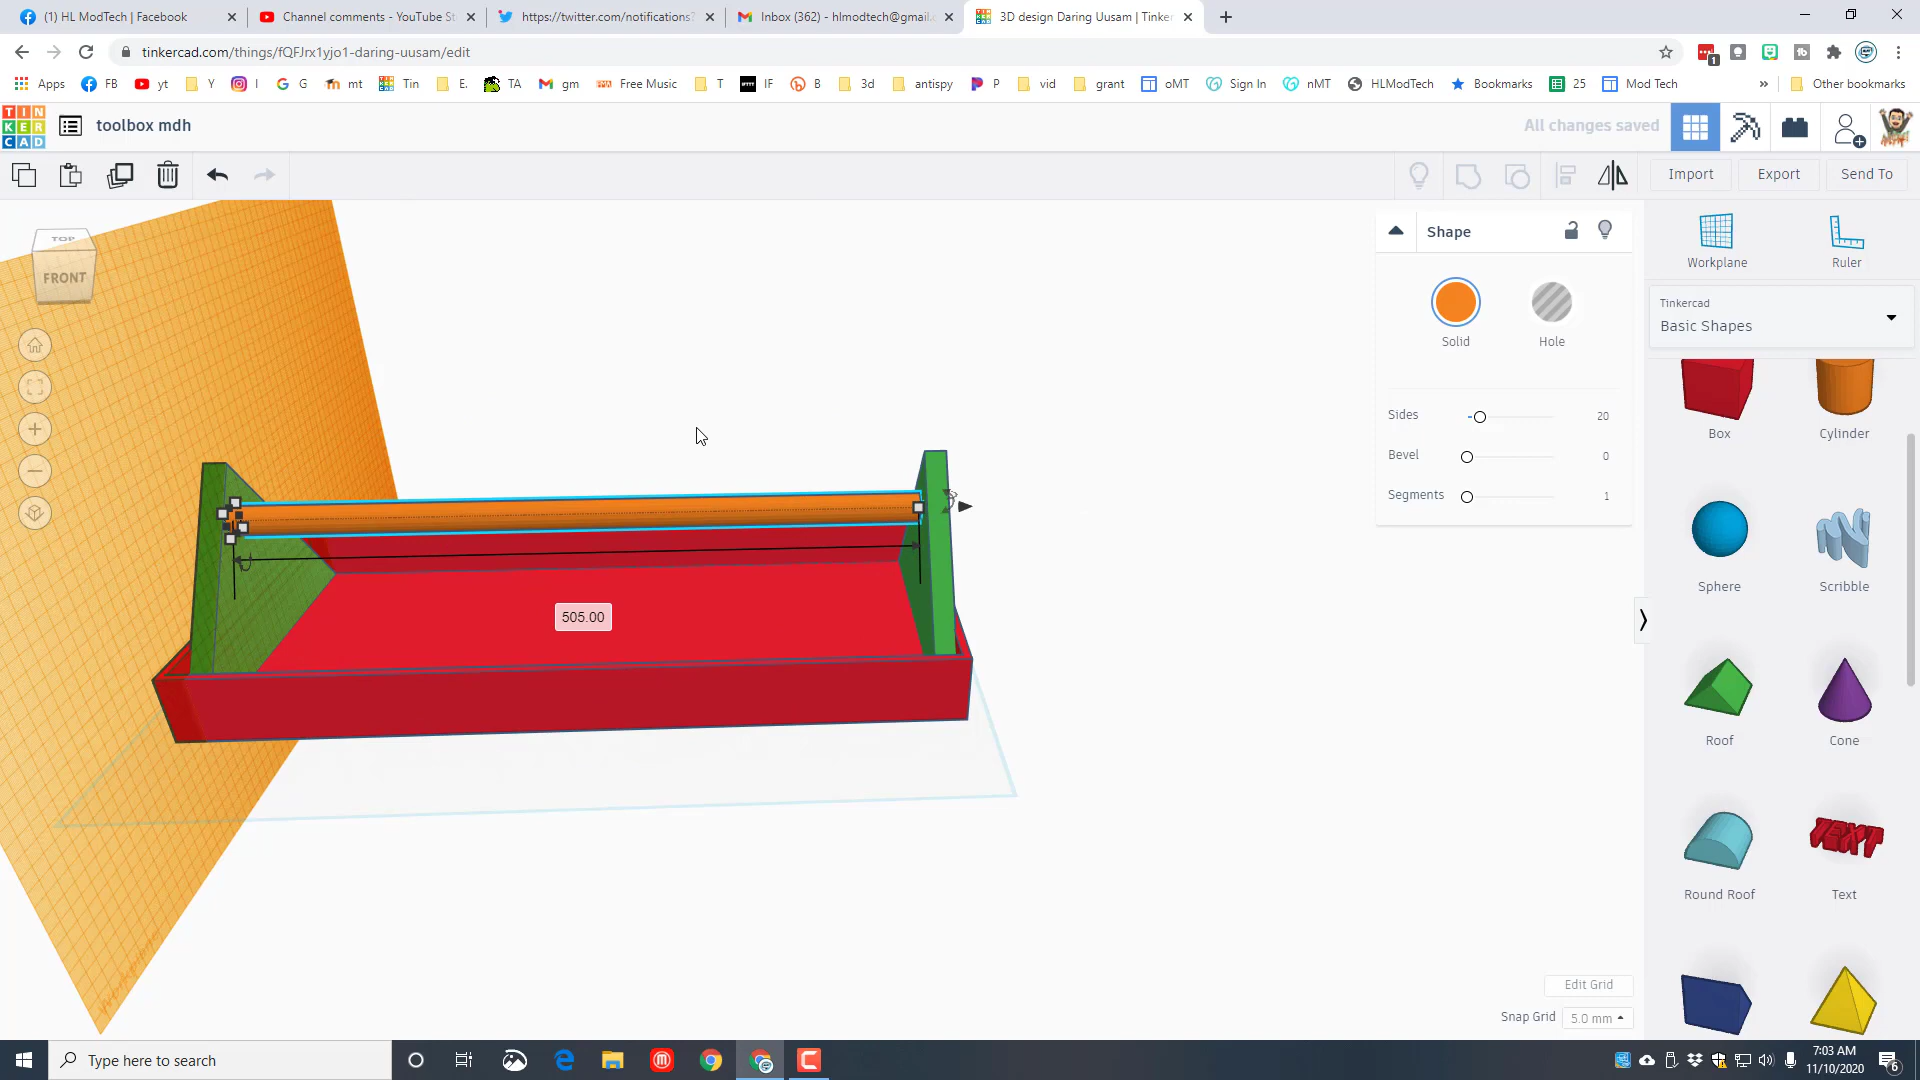 (1) HL ModTech | Facebook
Channel comments - YouTube St
https://twitter.com/notifications?
Inbox (362) - hlmodtech@gmail.c
3D design Daring Uusam | Tinker
tinkercad.com/things/fQFJrx1yjo1-daring-uusam/edit
Apps
FB
yt
Y
I
G
mt
Tin
E.
TA
gm
Free Music
T
IF
B
3d
antispy
P
vid
grant
oMT
Sign In
nMT
HLModTech
Bookmarks
25
Mod Tech
Other bookmarks
TINKERCAD
toolbox mdh
All changes saved
Import
Export
Send To
TOP
FRONT
Shape
Solid
Hole
Sides
20
Bevel
0
Segments
1
Workplane
Ruler
Tinkercad
Basic Shapes
Box
Cylinder
505.00
Sphere
Scribble
Roof
Cone
TEXT
Round Roof
Text
Workplane
Edit Grid
Snap Grid
5.0 mm
Type here to search
7:03 AM
11/10/2020
6